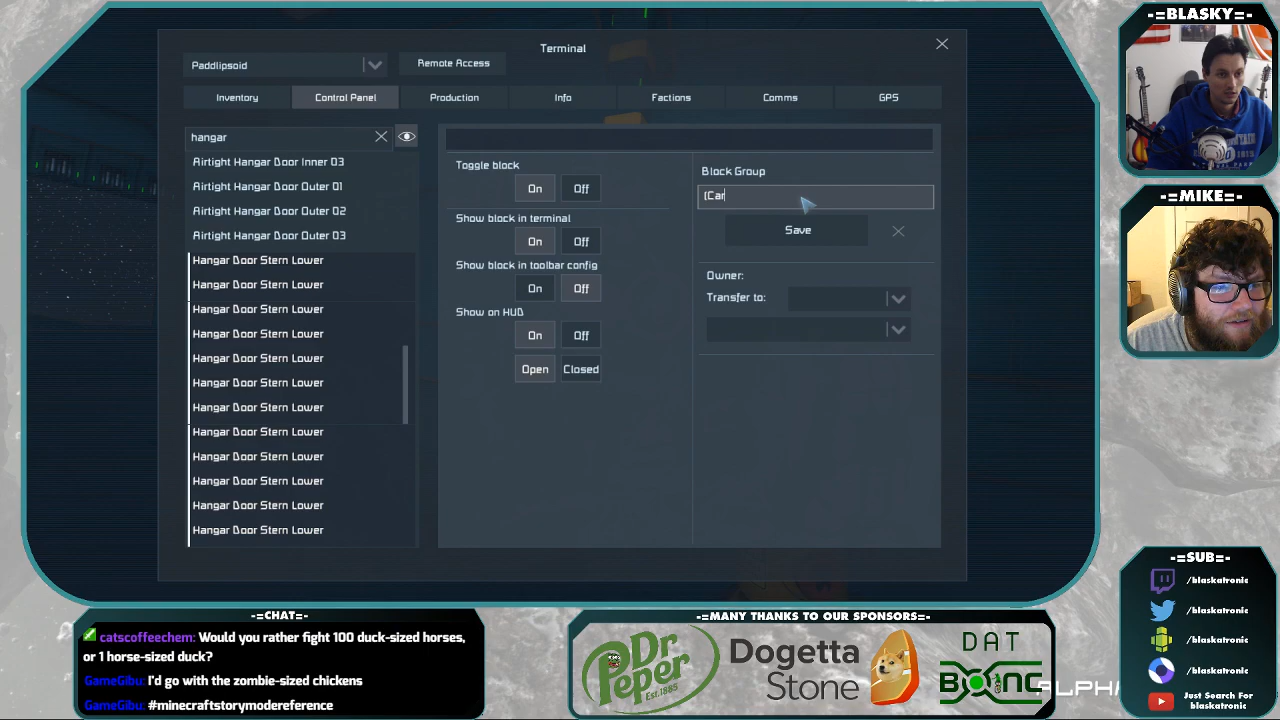 -=BLASKY=-
Terminal
Paddlipsoid
Remote Access
Inventory
Control Panel
Production
Info
Factions
Comms
GPS
hangar
Airtight Hangar Door Inner 03
Airtight Hangar Door Outer 01
Airtight Hangar Door Outer 02
Airtight Hangar Door Outer 03
Hangar Door Stern Lower
Hangar Door Stern Lower
Hangar Door Stern Lower
Hangar Door Stern Lower
Hangar Door Stern Lower
Hangar Door Stern Lower
Hangar Door Stern Lower
Hangar Door Stern Lower
Hangar Door Stern Lower
Hangar Door Stern Lower
Hangar Door Stern Lower
Hangar Door Stern Lower
Toggle block
On Off
Show block in terminal
On Off
Show block in toolbar config
On Off
Show on HUD
On Off
Open Closed
Block Group
[Car
Save
Owner:
Transfer to:
-=MIKE=-
-=SUB=-
/blaskatronic
/blaskatronic
/blaskatronic
/blaskatronic
Just Search For
blaskatronic
-=CHAT=-
catscoffeechem: Would you rather fight 100 duck-sized horses,
or 1 horse-sized duck?
GameGibu: I'd go with the zombie-sized chickens
GameGibu: #minecraftstorymodereference
-=MANY THANKS TO OUR SPONSORS=-
Dr
Peper
EST. 1885
Dogetta
Stone
DAT
BOING
ALPHA